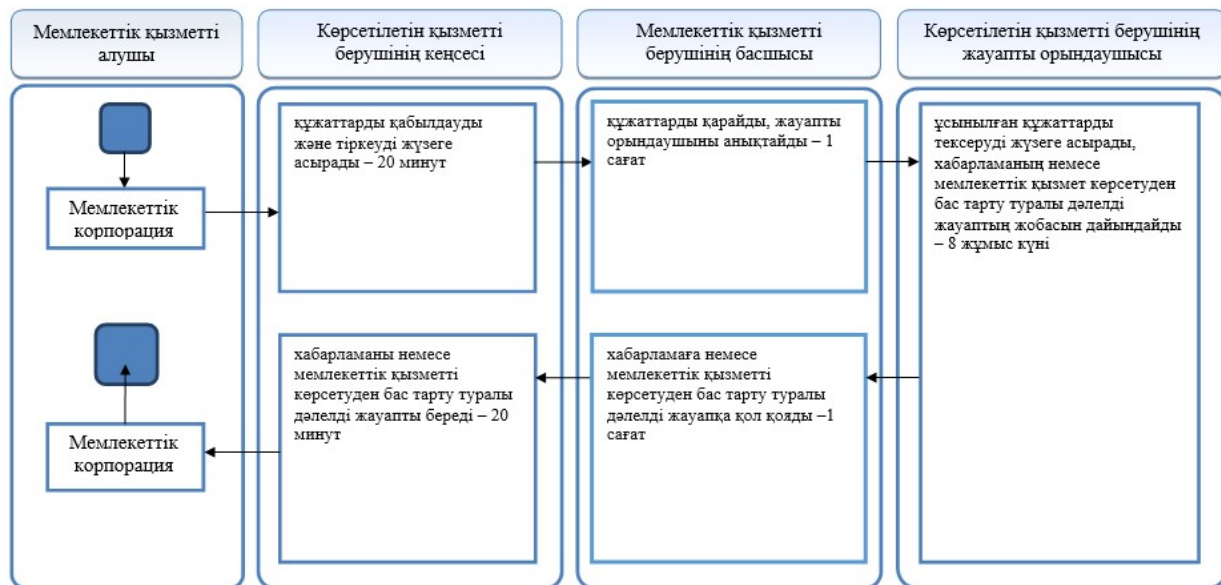 Мемлекеттік қызметті
алушы
Көрсетілетін қызметті
берушінің кеңсесі
Мемлекеттік қызметті
берушінің басшысы
Көрсетілетін қызметті берушінің
жауапты орындаушысы
Мемлекеттік
корпорация
құжаттарды қабылдауды
және тіркеуді жүзеге
асырады – 20 минут
құжаттарды қарайды, жауапты
орындаушыны анықтайды – 1
сағат
ұсынылған құжаттарды
тексеруді жүзеге асырады,
хабарламаның немесе
мемлекеттік қызмет көрсетуден
бас тарту туралы дәлелді
жауаптың жобасын дайындайды
– 8 жұмыс күні
хабарламаға немесе
мемлекеттік қызметті
көрсетуден бас тарту туралы
дәлелді жауапқа қол қояды –1
сағат
хабарламаны немесе
мемлекеттік қызметті
көрсетуден бас тарту туралы
дәлелді жауапты береді – 20
минут
Мемлекеттік
корпорация